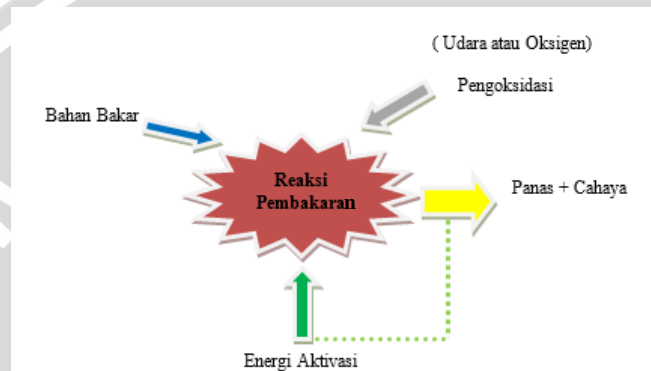 ( Udara atau Oksigen)
Pengoksidasi
Bahan Bakar
Reaksi
Pembakaran
Panas + Cahaya
Energi Aktivasi